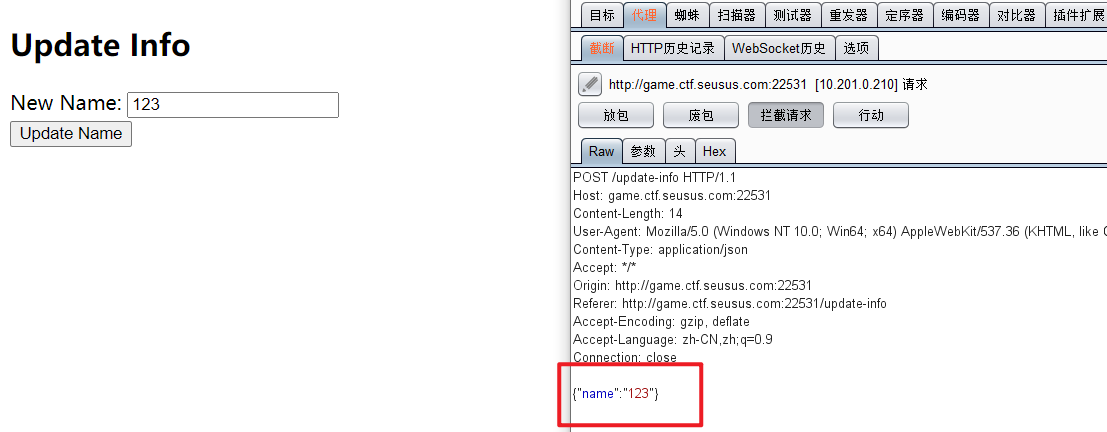 Update Info
New Name: 123
Update Name
目标 代理 蜘蛛 扫描器 测试器 重发器 定序器 编码器 对比器 插件扩展
截断 HTTP历史记录 WebSocket历史 选项
http://game.ctf.seusus.com:22531 [10.201.0.210] 请求
放包 废包 拦截请求 行动
Raw 参数 头 Hex
POST /update-info HTTP/1.1
Host: game.ctf.seusus.com:22531
Content-Length: 14
User-Agent: Mozilla/5.0 (Windows NT 10.0; Win64; x64) AppleWebKit/537.36 (KHTML, like
Content-Type: application/json
Accept: */*
Origin: http://game.ctf.seusus.com:22531
Referer: http://game.ctf.seusus.com:22531/update-info
Accept-Encoding: gzip, deflate
Accept-Language: zh-CN,zh;q=0.9
Connection: close
{"name":"123"}